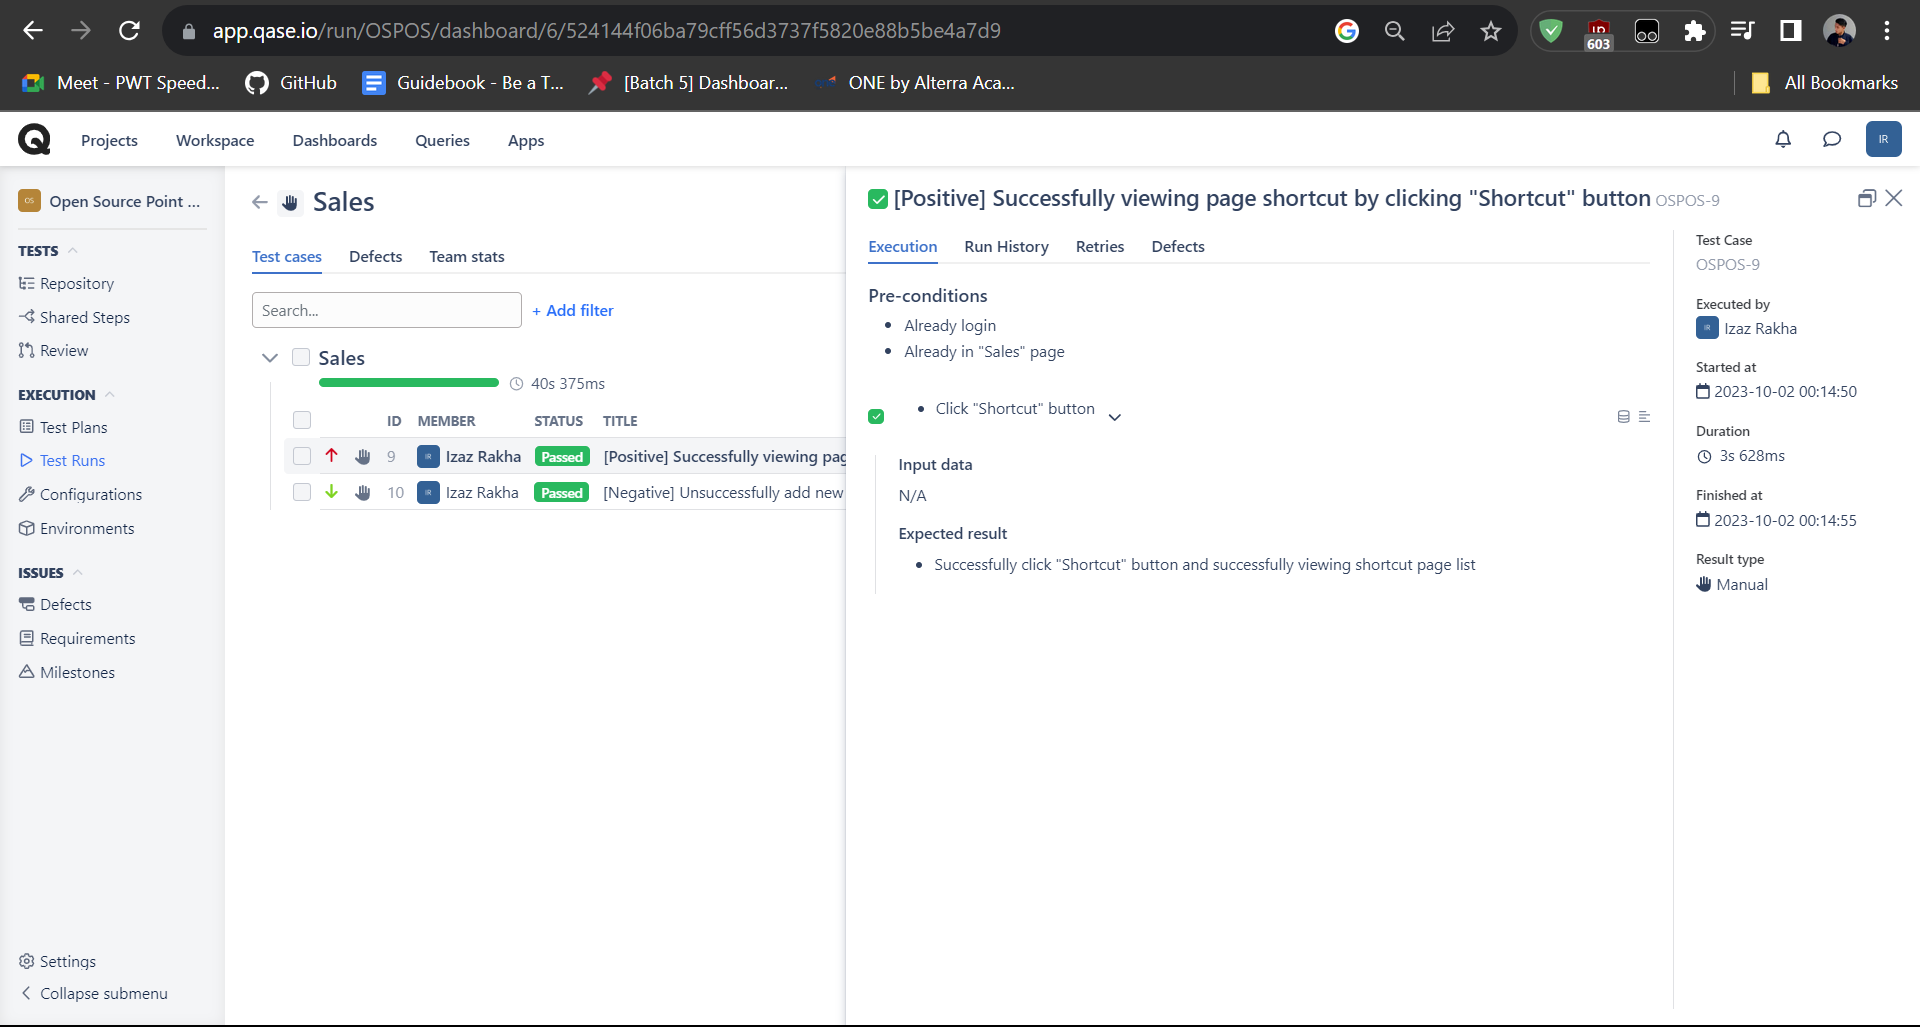 app.qase.io/run/OSPOS/dashboard/6/524144f06ba79cff56d3737f5820e88b5be4a7d9
603
Meet - PWT Speed...
GitHub
Guidebook - Be a T...
[Batch 5] Dashboar...
ONE by Alterra Aca...
All Bookmarks
Projects
Workspace
Dashboards
Queries
Apps
IR
OS
Open Source Point ...
TESTS
Repository
Shared Steps
Review
EXECUTION
Test Plans
Test Runs
Configurations
Environments
ISSUES
Defects
Requirements
Milestones
Settings
Collapse submenu
Sales
Test cases
Defects
Team stats
Search...
+ Add filter
Sales
40s 375ms
ID MEMBER STATUS TITLE
9 IR Izaz Rakha Passed [Positive] Successfully viewing pag
10 IR Izaz Rakha Passed [Negative] Unsuccessfully add new
[Positive] Successfully viewing page shortcut by clicking "Shortcut" button OSPOS-9
Execution
Run History
Retries
Defects
Pre-conditions
• Already login
• Already in "Sales" page
• Click "Shortcut" button
Input data
N/A
Expected result
• Successfully click "Shortcut" button and successfully viewing shortcut page list
Test Case
OSPOS-9
Executed by
IR Izaz Rakha
Started at
2023-10-02 00:14:50
Duration
3s 628ms
Finished at
2023-10-02 00:14:55
Result type
Manual